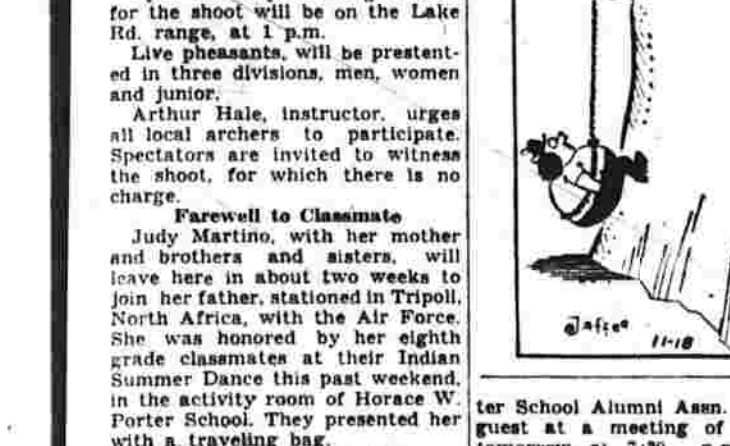 for the shoot will be on the Lake
Rd. range, at 1 p.m.
Live pheasants, will be prestent-
ed in three divisions, men, women
and junior.
Arthur Hale, instructor, urges
all local archers to participate.
Spectators are invited to witness
the shoot, for which there is no
charge.
Farewell to Classmate
Judy Martino, with her mother
and brothers and sisters, will
leave here in about two weeks to
join her father, stationed in Tripoli,
North Africa, with the Air Force.
She was honored by her eighth
grade classmates at their Indian
Summer Dance this past weekend,
in the activity room of Horace W.
Porter School. They presented her
with a traveling bag.
Jaffee
11-18
ter School Alumni Assn.
guest at a meeting of
tomorrow at 7:30 p.m.